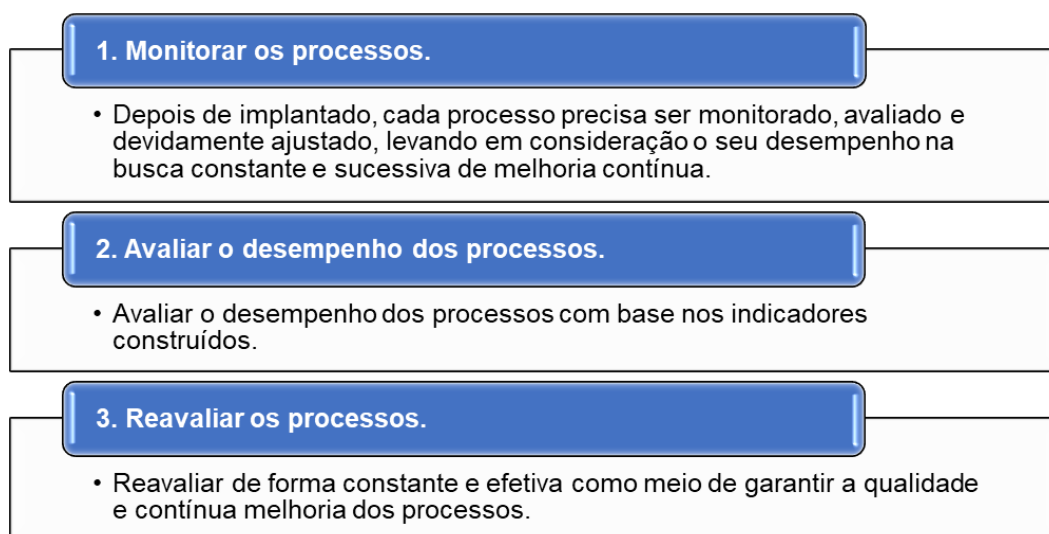 1. Monitorar os processos.
• Depois de implantado, cada processo precisa ser monitorado, avaliado e
devidamente ajustado, levando em consideração o seu desempenho na
busca constante e sucessiva de melhoria contínua.
2. Avaliar o desempenho dos processos.
• Avaliar o desempenho dos processos com base nos indicadores
construídos.
3. Reavaliar os processos.
• Reavaliar de forma constante e efetiva como meio de garantir a qualidade
e contínua melhoria dos processos.